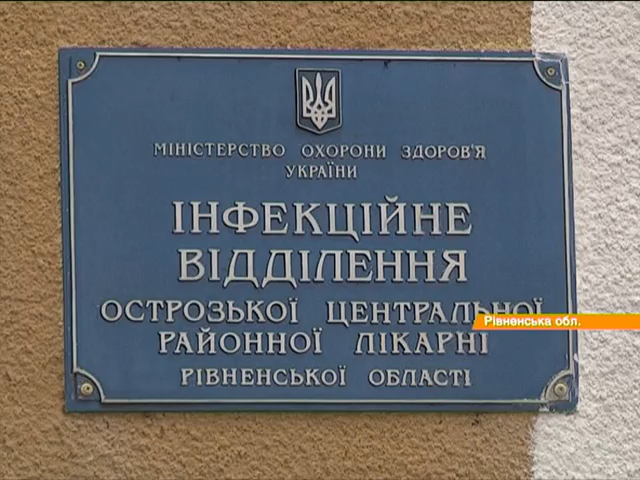 МІНІСТЕРСТВО ОХОРОНИ ЗДОРОВ'Я
УКРАЇНИ
ІНФЕКЦІЙНЕ
ВІДДІЛЕННЯ
ОСТРОЗЬКОЇ ЦЕНТРАЛЬНОЇ
РАЙОННОЇ ЛІКАРНІ
РІВНЕНСЬКОЇ ОБЛАСТІ
Рівненська обл.